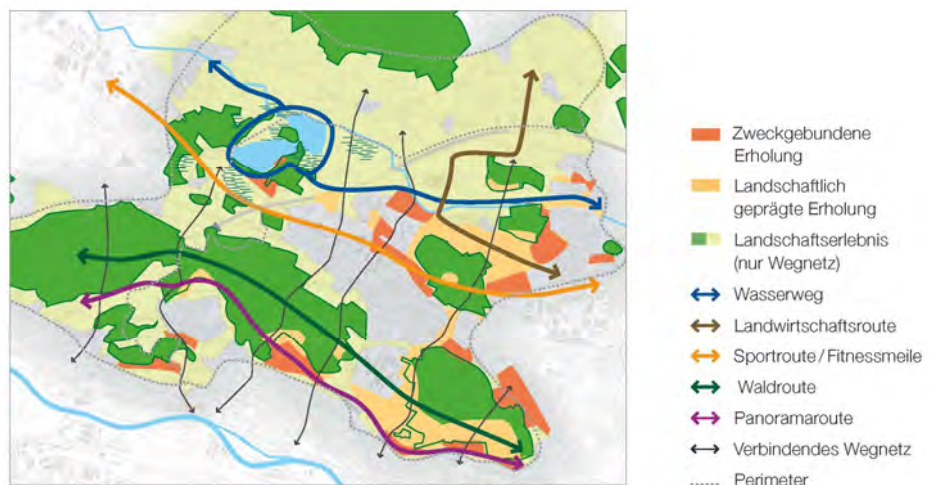 Zweckgebundene
Erholung
Landschaftlich
geprägte Erholung
Landschaftserlebnis
(nur Wegnetz)
Wasserweg
Landwirtschaftsroute
Sportroute/Fitnessmeile
Waldroute
Panoramaroute
Verbindendes Wegnetz
Perimeter